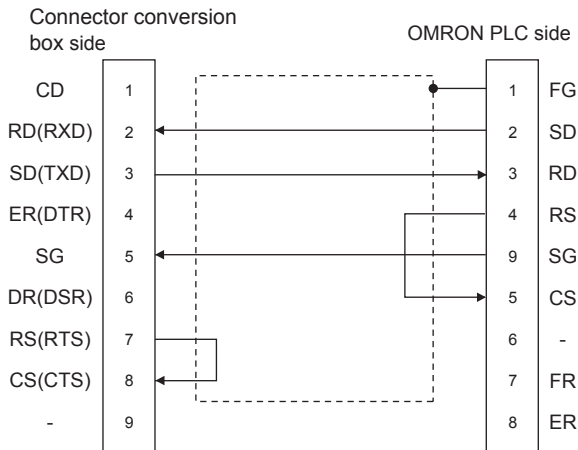 Connector conversion
box side
OMRON PLC side
CD 1 1 FG
RD(RXD) 2 2 SD
SD(TXD) 3 3 RD
ER(DTR) 4 4 RS
SG 5 9 SG
DR(DSR) 6 5 CS
RS(RTS) 7 6 -
CS(CTS) 8 7 FR
- 9 8 ER